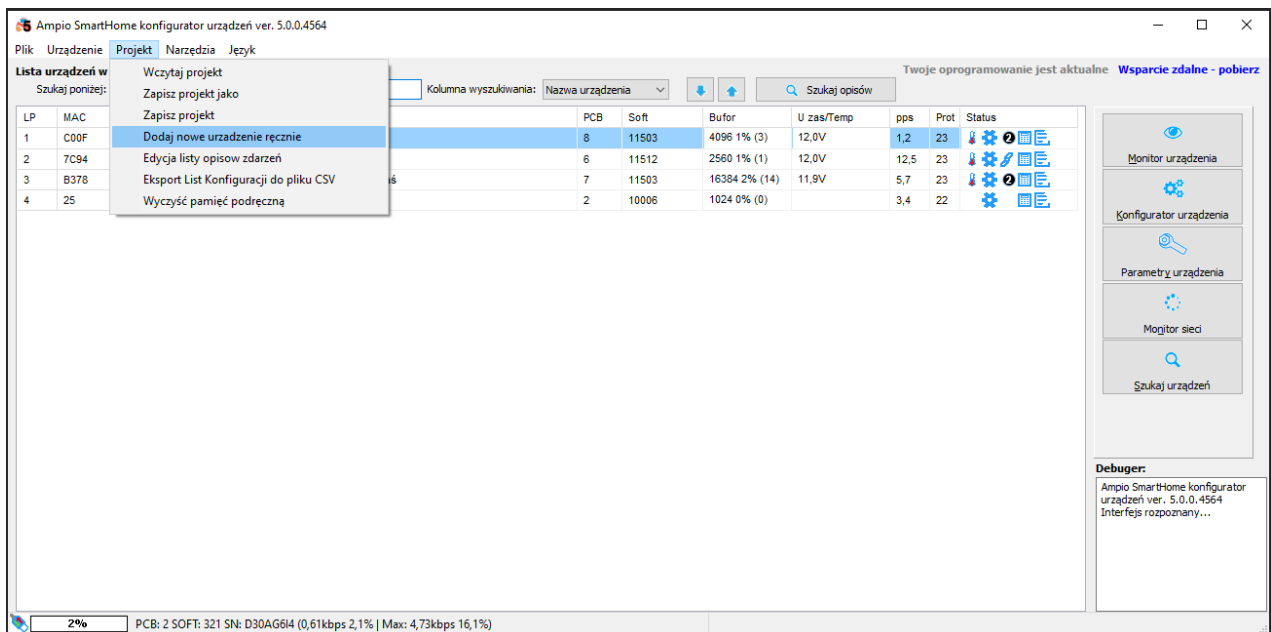 Ampio SmartHome konfigurator urządzeń ver. 5.0.0.4564
Plik Urządzenie Projekt Narzędzia Język
Lista urządzeń w
Twoje oprogramowanie jest aktualne Wsparcie zdalne - pobierz
Szukaj poniżej:
Kolumna wyszukiwania: Nazwa urządzenia
Szukaj opisów
Wczytaj projekt
Zapisz projekt jako
Zapisz projekt
Dodaj nowe urzadzenie ręcznie
Edycja listy opisow zdarzeń
Eksport List Konfiguracji do pliku CSV
Wyczyść pamięć podręczną
LP MAC PCB Soft Bufor U zas/Temp pps Prot Status
1 C00F 8 11503 4096 1% (3) 12,0V 1,2 23 2
2 7C94 6 11512 2560 1% (1) 12,0V 12,5 23
3 B378 ś 7 11503 16384 2% (14) 11,9V 5,7 23 2
4 25 2 10006 1024 0% (0) 3,4 22
Monitor urządzenia
Konfigurator urządzenia
Parametry urządzenia
Monitor sieci
Szukaj urządzeń
Debuger:
Ampio SmartHome konfigurator
urządzeń ver. 5.0.0.4564
Interfejs rozpoznany...
2% PCB: 2 SOFT: 321 SN: D30AG6I4 (0,61kbps 2,1% | Max: 4,73kbps 16,1%)